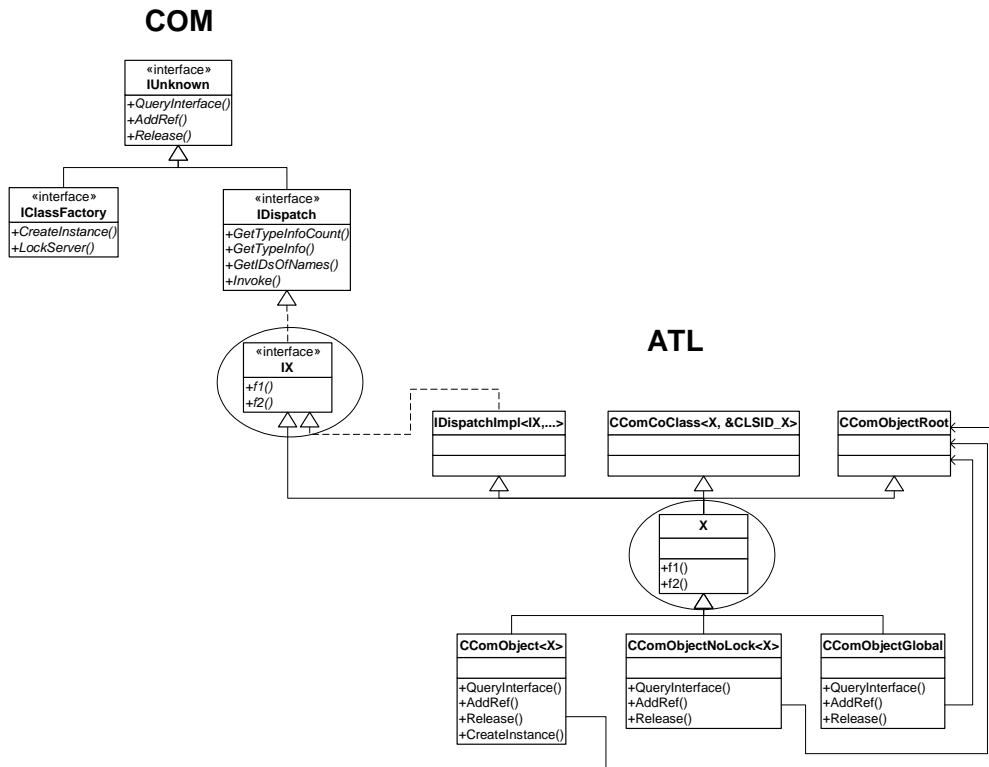 COM
«interface»
IUnknown
+QueryInterface()
+AddRef()
+Release()
«interface»
IClassFactory
+CreateInstance()
+LockServer()
«interface»
IDispatch
+GetTypeInfoCount()
+GetTypeInfo()
+GetIDsOfNames()
+Invoke()
«interface»
IX
+f1()
+f2()
ATL
IDispatchImpl<IX,...>
CComCoClass<X, &CLSID_X>
CComObjectRoot
X
+f1()
+f2()
CComObject<X>
+QueryInterface()
+AddRef()
+Release()
+CreateInstance()
CComObjectNoLock<X>
+QueryInterface()
+AddRef()
+Release()
CComObjectGlobal
+QueryInterface()
+AddRef()
+Release()